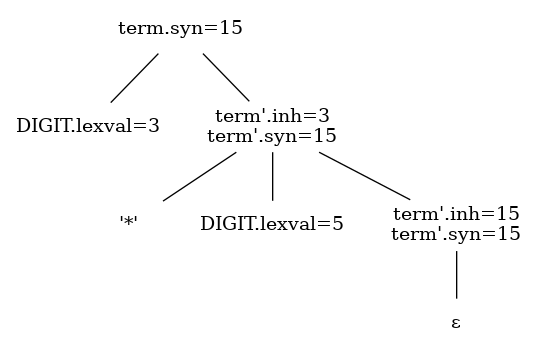 term.syn=15
DIGIT.lexval=3
term'.inh=3
term'.syn=15
'*'
DIGIT.lexval=5
term'.inh=15
term'.syn=15
ε